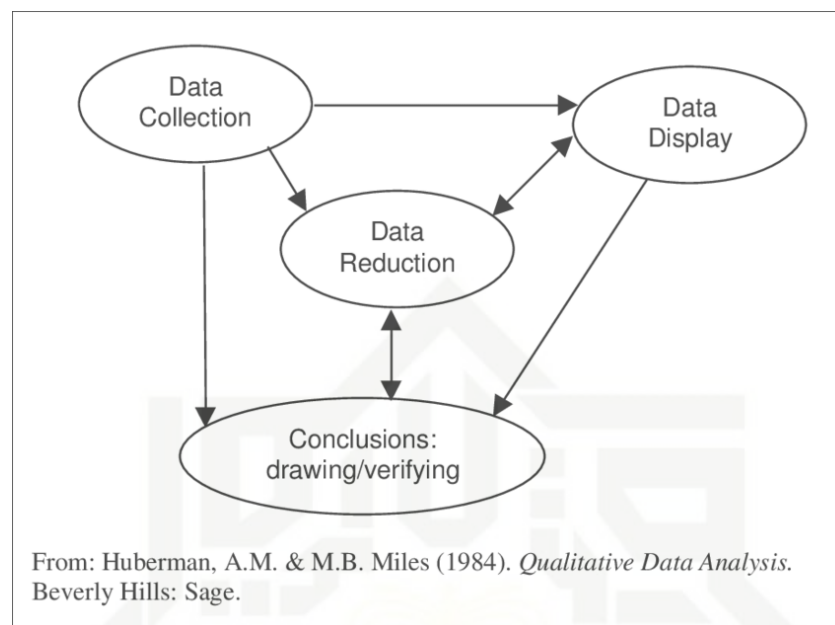 Data
Collection
Data
Display
Data
Reduction
Conclusions:
drawing/verifying
From: Huberman, A.M. & M.B. Miles (1984). Qualitative Data Analysis.
Beverly Hills: Sage.